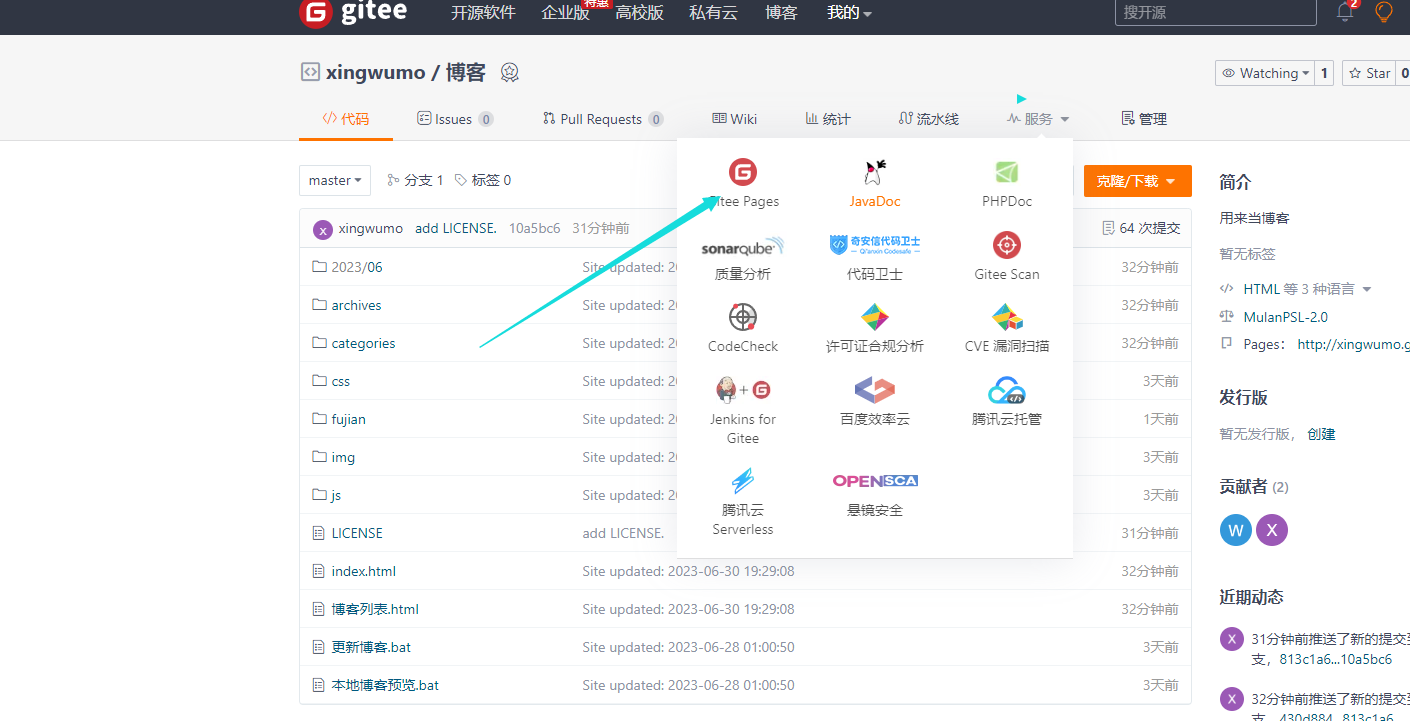 gitee
开源软件 企业版 特惠 高校版 私有云 博客 我的
搜开源
2
xingwumo / 博客
Watching 1 Star 0
代码 Issues 0 Pull Requests 0 Wiki 统计 流水线 服务 管理
master 分支 1 标签 0
克隆/下载
x xingwumo add LICENSE. 10a5bc6 31分钟前
64 次提交
2023/06 Site updated: 32分钟前
archives Site updated: 32分钟前
categories Site updated: 32分钟前
css Site updated: 3天前
fujian Site updated: 1天前
img Site updated: 3天前
js Site updated: 3天前
LICENSE add LICENSE. 31分钟前
index.html Site updated: 2023-06-30 19:29:08 32分钟前
博客列表.html Site updated: 2023-06-30 19:29:08 32分钟前
更新博客.bat Site updated: 2023-06-28 01:00:50 3天前
本地博客预览.bat Site updated: 2023-06-28 01:00:50 3天前
Gitee Pages JavaDoc PHPDoc
sonarqube 奇安信代码卫士
Qi'anxin Codesafe
质量分析 代码卫士 Gitee Scan
CodeCheck 许可证合规分析 CVE 漏洞扫描
Jenkins for
Gitee
百度效率云 腾讯云托管
OPENSCA
腾讯云
Serverless
悬镜安全
简介
用来当博客
暂无标签
HTML 等 3 种语言
MulanPSL-2.0
Pages: http://xingwumo.g
发行版
暂无发行版， 创建
贡献者 (2)
W X
近期动态
X 31分钟前推送了新的提交到
支，813c1a6...10a5bc6
X 32分钟前推送了新的提交到
支，430d884...813c1a6